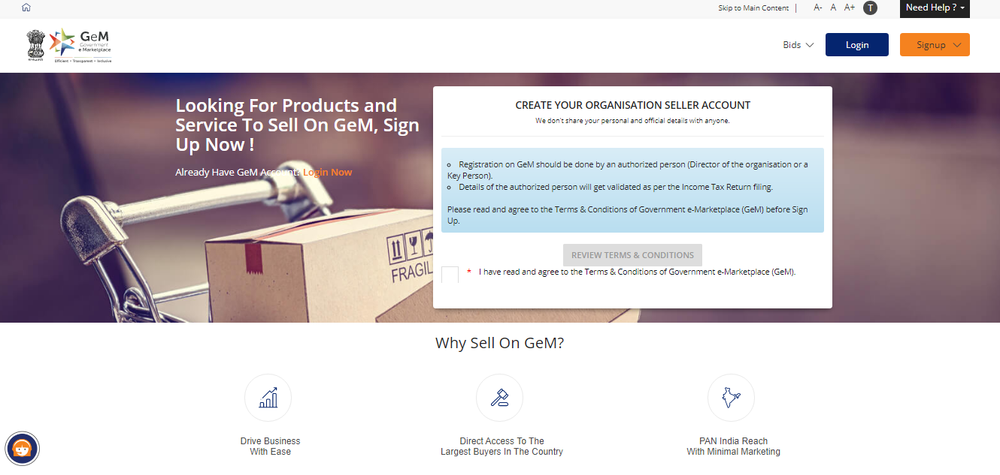 Skip to Main Content |
A- A A+ T
Need Help ?
GeM
Government
e Marketplace
Efficient • Transparent • Inclusive
Bids
Login
Signup
Looking For Products and
Service To Sell On GeM, Sign
Up Now !
Already Have GeM Account? Login Now
FRAGIL
CREATE YOUR ORGANISATION SELLER ACCOUNT
We don't share your personal and official details with anyone.
Registration on GeM should be done by an authorized person (Director of the organisation or a
Key Person).
Details of the authorized person will get validated as per the Income Tax Return filing.
Please read and agree to the Terms & Conditions of Government e-Marketplace (GeM) before Sign
Up.
REVIEW TERMS & CONDITIONS
* I have read and agree to the Terms & Conditions of Government e-Marketplace (GeM).
Why Sell On GeM?
Drive Business
With Ease
Direct Access To The
Largest Buyers In The Country
PAN India Reach
With Minimal Marketing